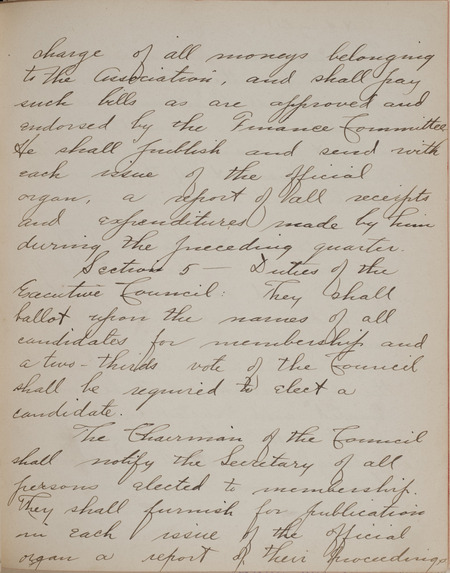 charge of all moneys belonging
to the Association, and shall pay
such bills as are approved and
endorsed by the Finance Committee
He shall publish and send with
each issue of the official
organ, a report of all receipts
and expenditures made by him
during the preceding quarter.
Section 5 - Duties of the
Executive Council: They shall
ballot upon the names of all
candidates for membership and
a two-thirds vote of the Council
shall be required to elect a
candidate.
The Chairman of the Council
shall notify the Secretary of all
persons elected to membership.
They shall furnish for publication
in each issue of the official
organ a report of their proceedings